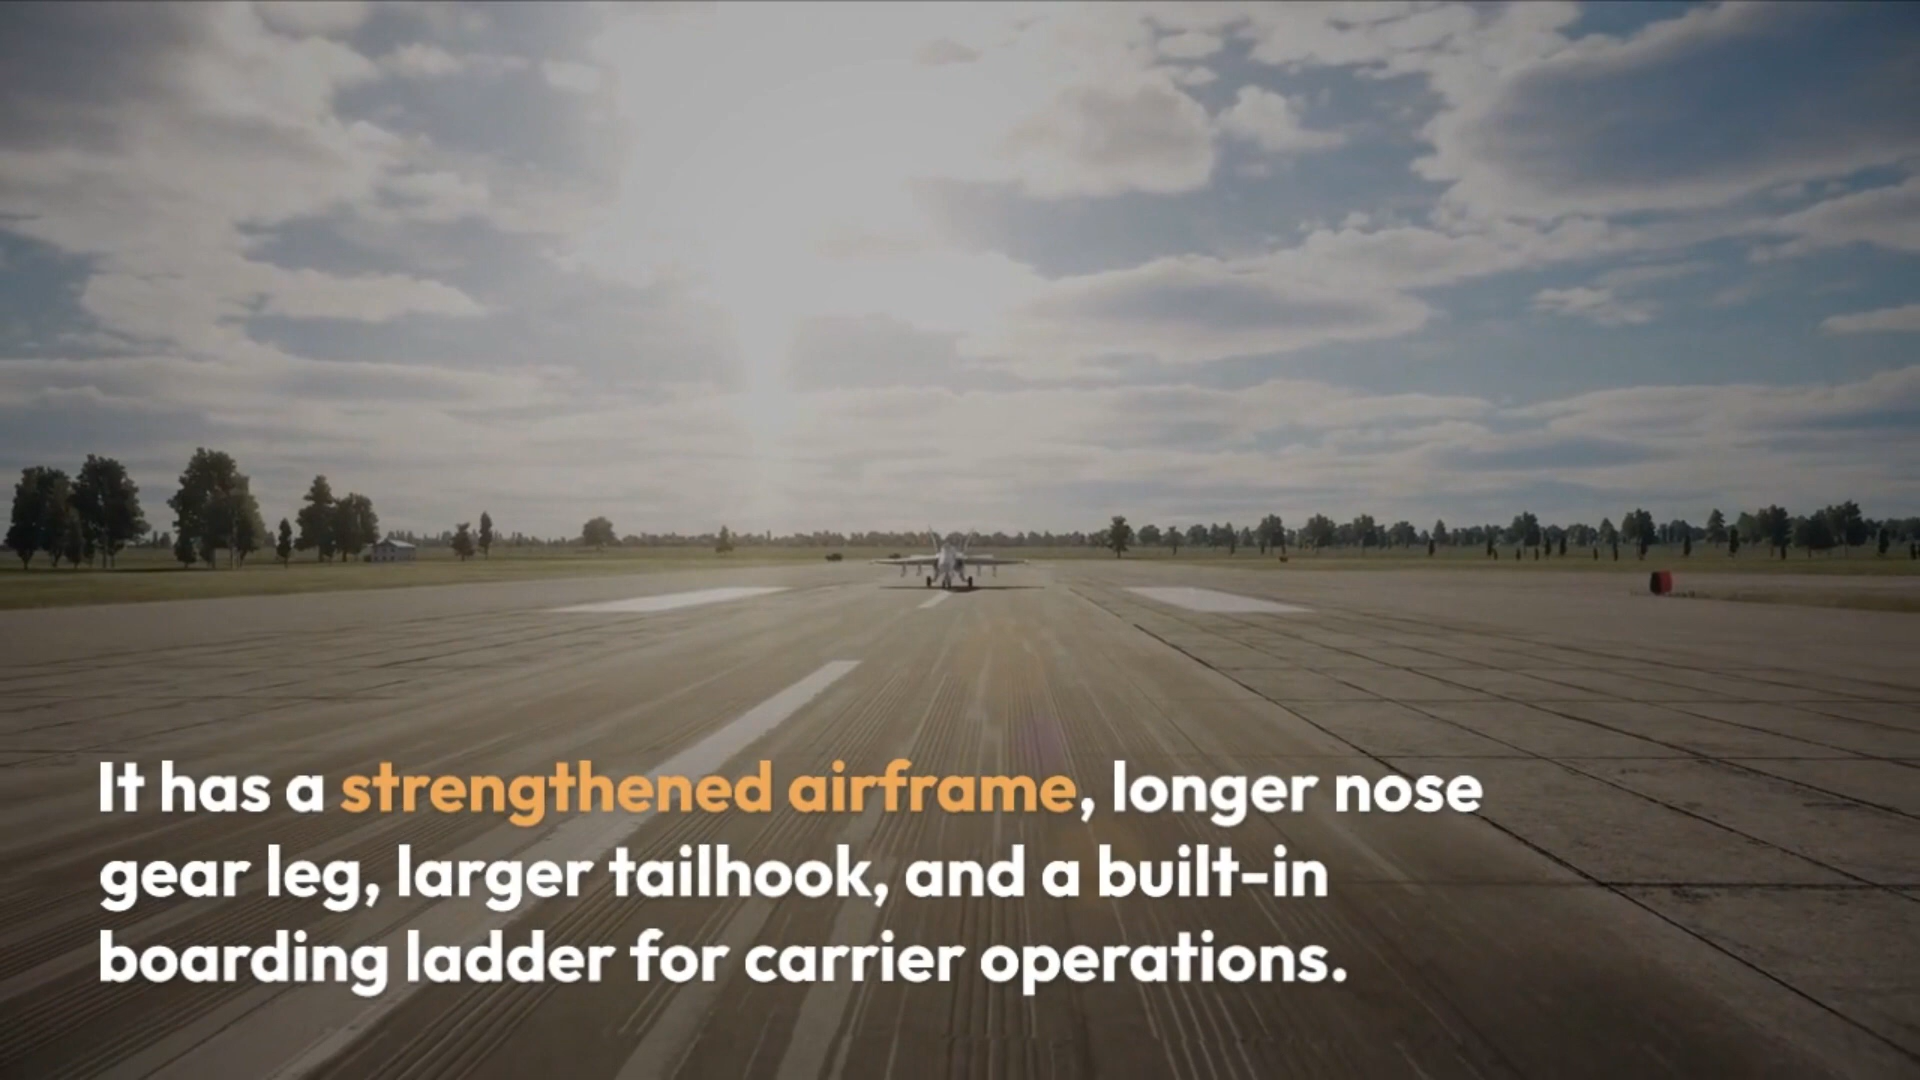 It has a strengthened airframe, longer nose
gear leg, larger tailhook, and a built-in
boarding ladder for carrier operations.